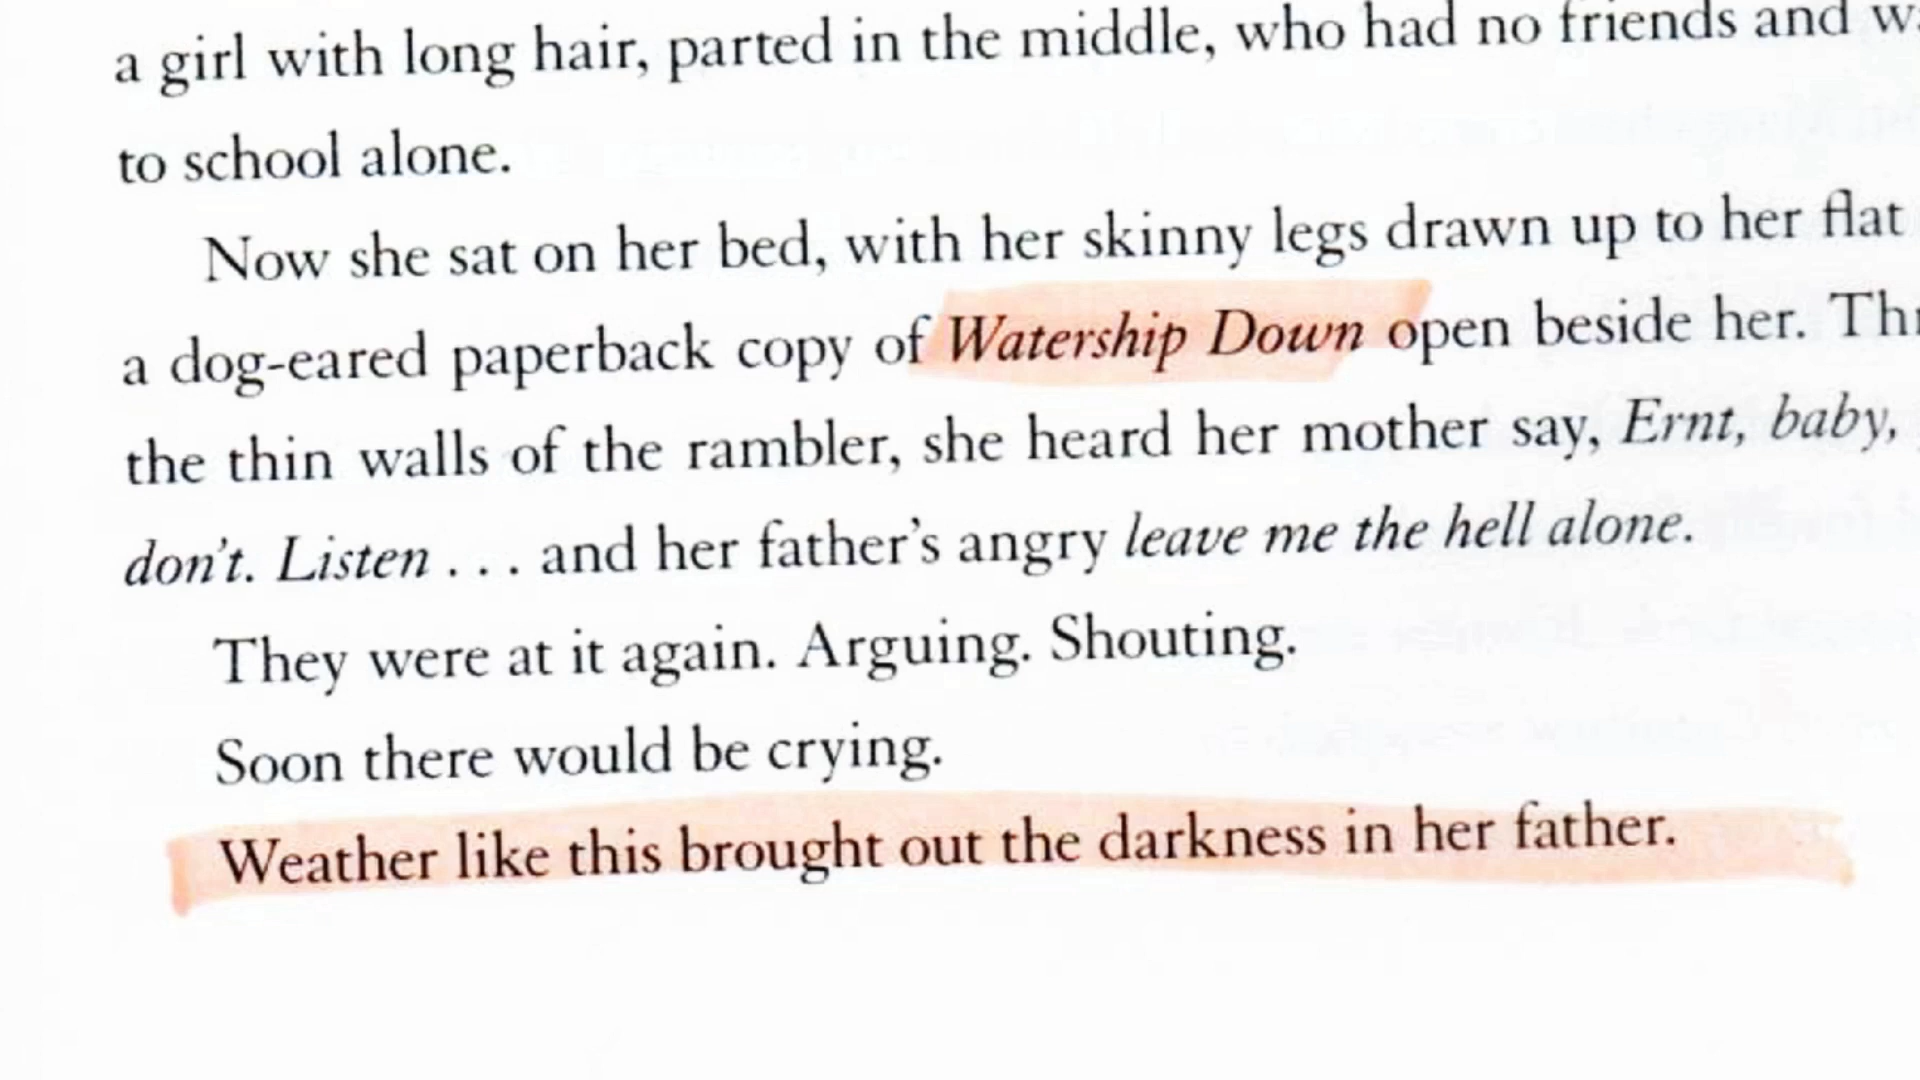 a girl with long hair, parted in the middle, who had no friends and
to school alone.
Now she sat on her bed, with her skinny legs drawn up to her flat
a dog-eared paperback copy of Watership Down open beside her.
the thin walls of the rambler, she heard her mother say, Ernt, baby,
don't. Listen . . . and her father's angry leave me the hell alone.
They were at it again. Arguing. Shouting.
Soon there would be crying.
Weather like this brought out the darkness in her father.